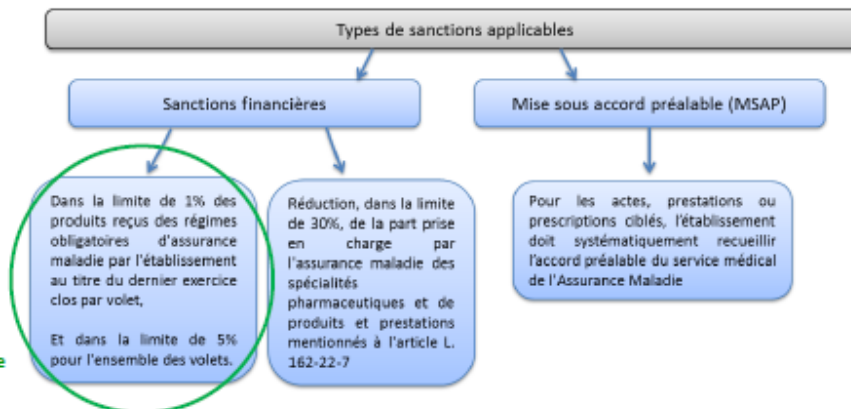 Types de sanctions applicables
Sanctions financières
Mise sous accord préalable (MSAP)
Dans la limite de 1% des
produits reçus des régimes
obligatoires d'assurance
maladie par l'établissement
au titre du dernier exercice
clos par volet,
Et dans la limite de 5%
pour l'ensemble des volets.
Réduction, dans la limite
de 30%, de la part prise
en charge par
l'assurance maladie des
spécialités
pharmaceutiques et de
produits et prestations
mentionnés à l'article L.
162-22-7
Pour les actes, prestations ou
prescriptions ciblés, l'établissement
doit systématiquement recueillir
l'accord préalable du service médical
de l'Assurance Maladie
e